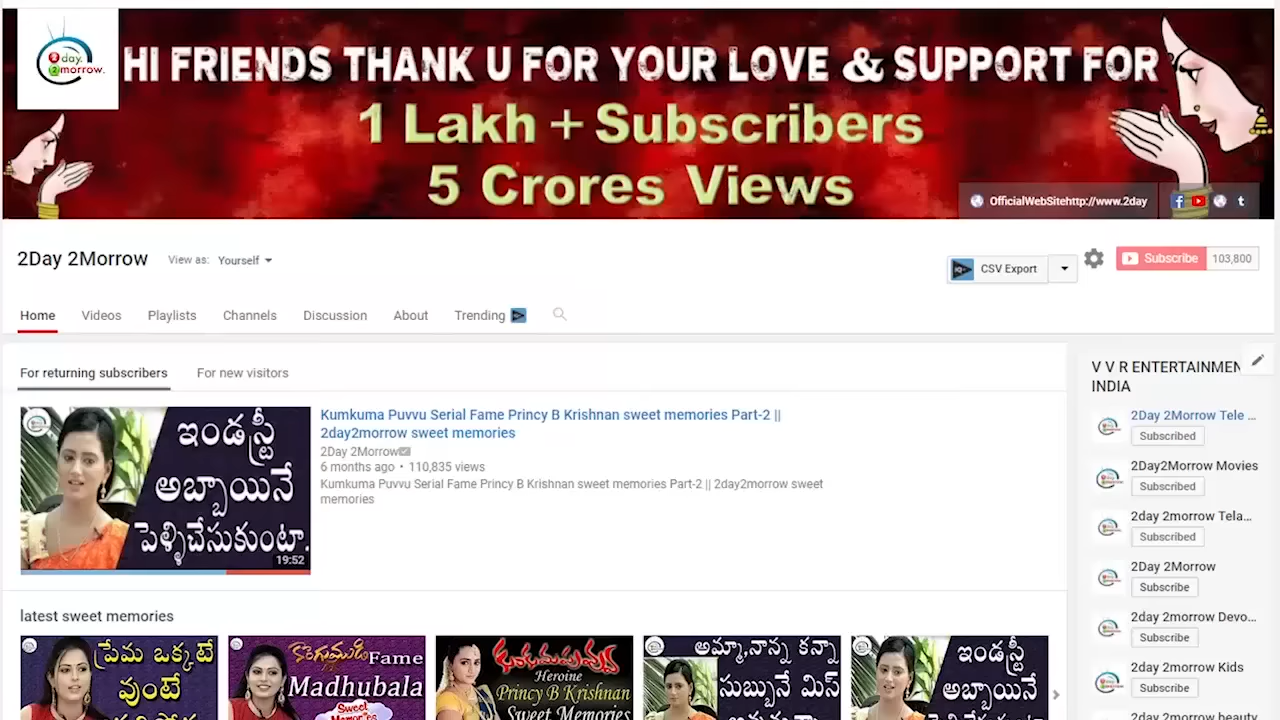 2day.
2morrow.
HI FRIENDS THANK U FOR YOUR LOVE & SUPPORT FOR
1 Lakh + Subscribers
5 Crores Views
OfficialWebSitehttp://www.2day
2Day 2Morrow
View as: Yourself
CSV Export
Subscribe 103,800
Home Videos Playlists Channels Discussion About Trending
For returning subscribers For new visitors
ఇండస్ట్రీ
అబ్బాయినే
పెళ్ళిచేసుకుంటా.
19:52
Kumkuma Puvvu Serial Fame Princy B Krishnan sweet memories Part-2 ||
2day2morrow sweet memories
2Day 2Morrow
6 months ago • 110,835 views
Kumkuma Puvvu Serial Fame Princy B Krishnan sweet memories Part-2 || 2day2morrow sweet
memories
latest sweet memories
ప్రేమ ఒక్కటే
వుంటే
Fame
Madhubala
Sweet
కుంకుమపువ్వు
Heroine
Princy B Krishnan
Sweet Memories
అమ్మా,నాన్న కన్నా
సుబ్బునే మిస్
ఇండస్ట్రీ
అబ్బాయినే
V V R ENTERTAINMEN
INDIA
2Day 2Morrow Tele ...
Subscribed
2Day2Morrow Movies
Subscribed
2day 2morrow Tela...
Subscribed
2Day 2Morrow
Subscribe
2day 2morrow Devo...
Subscribe
2day 2morrow Kids
Subscribe
2day 2morrow beauty